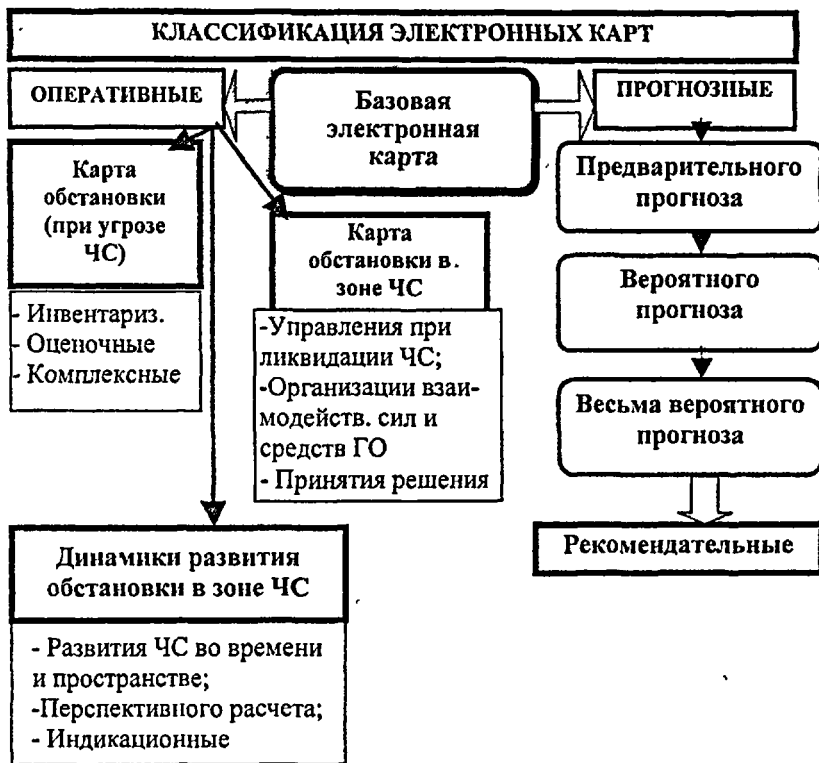 КЛАССИФИКАЦИЯ ЭЛЕКТРОННЫХ КАРТ
ОПЕРАТИВНЫЕ
Базовая
электронная
карта
ПРОГНОЗНЫЕ
Карта
обстановки
(при угрозе
ЧС)
- Инвентариз.
- Оценочные
- Комплексные
Карта
обстановки в.
зоне ЧС
-Управления при
ликвидации ЧС;
-Организации взаи-
модейств. сил и
средств ГО
- Принятия решения
Предварительного
прогноза
Вероятного
прогноза
Весьма вероятного
прогноза
Рекомендательные
Динамики развития
обстановки в зоне ЧС
- Развития ЧС во времени
и пространстве;
-Перспективного расчета;
- Индикационные